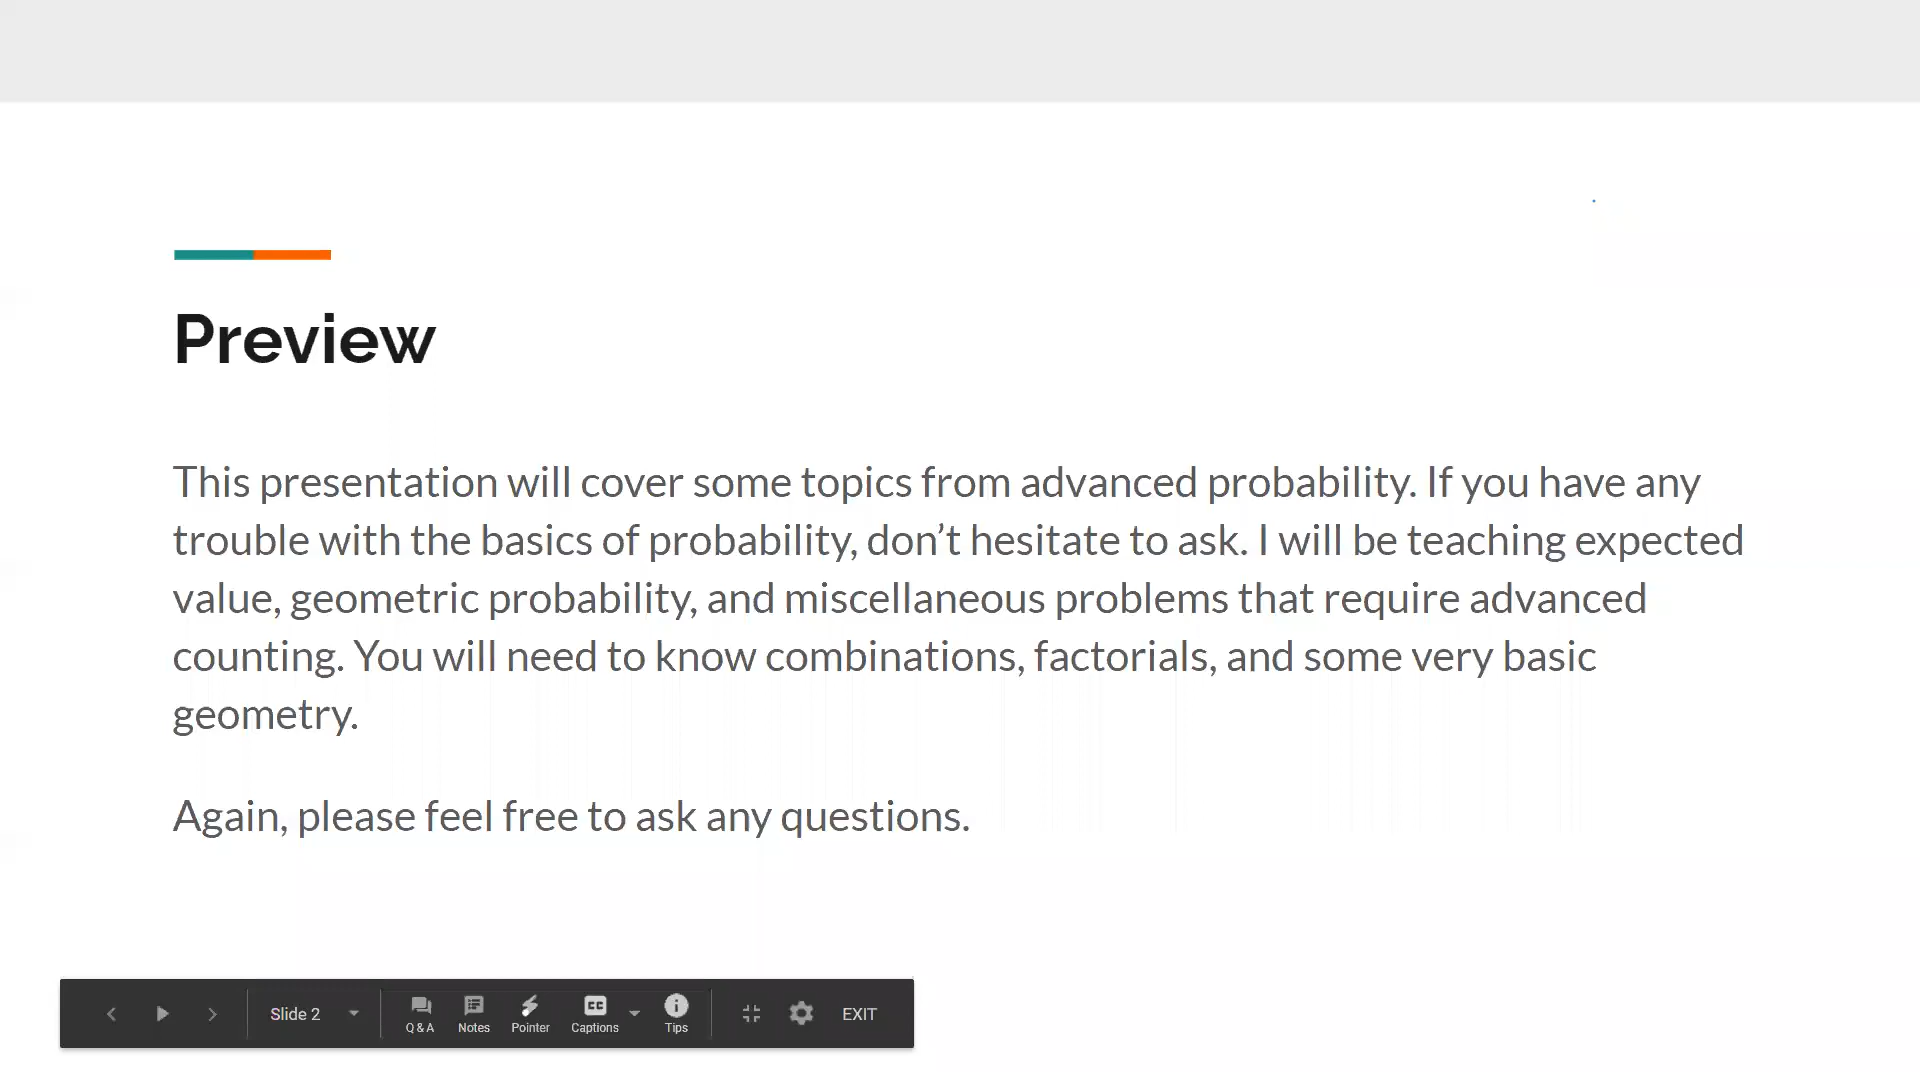 Preview
This presentation will cover some topics from advanced probability. If you have any
trouble with the basics of probability, don’t hesitate to ask. I will be teaching expected
value, geometric probability, and miscellaneous problems that require advanced
counting. You will need to know combinations, factorials, and some very basic
geometry.
Again, please feel free to ask any questions.
Slide 2 Q & A Notes Pointer Captions Tips EXIT